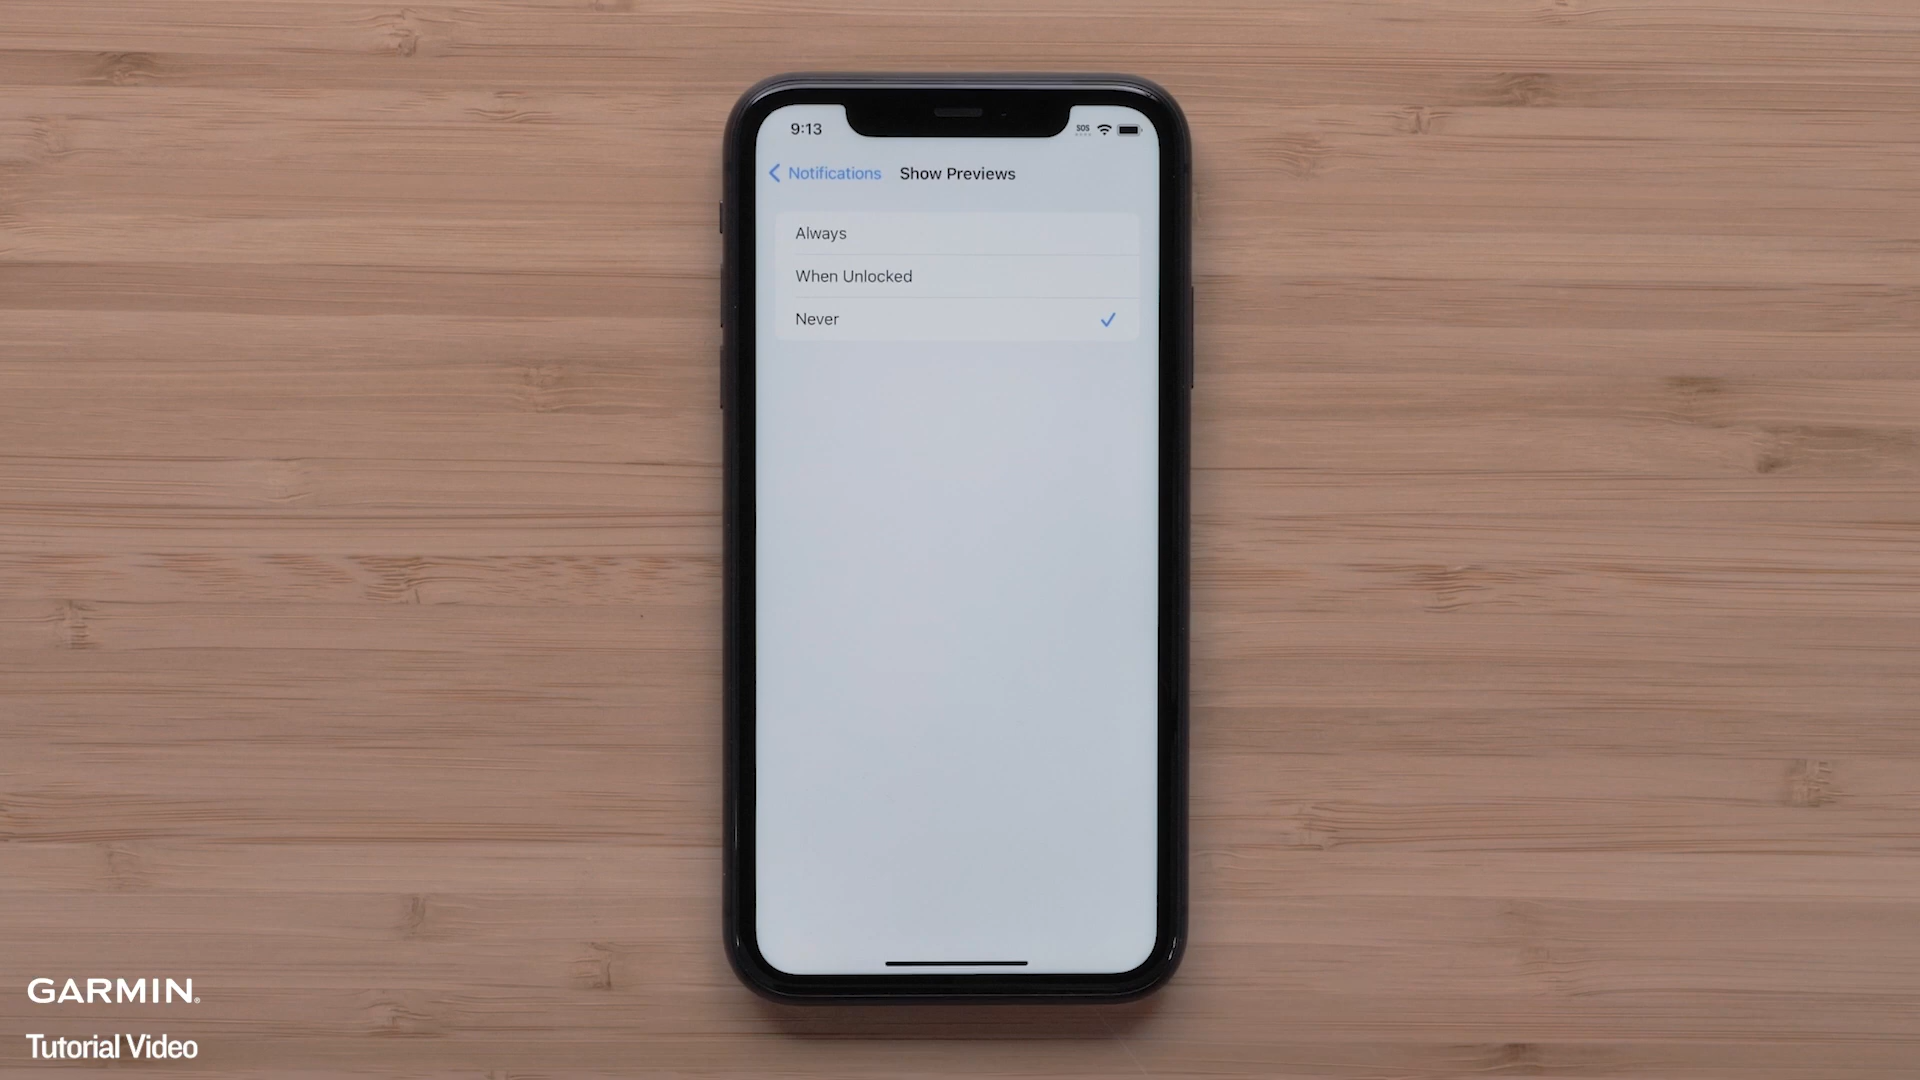 9:13
SOS
Notifications
Show Previews
Always
When Unlocked
Never
GARMIN
Tutorial Video